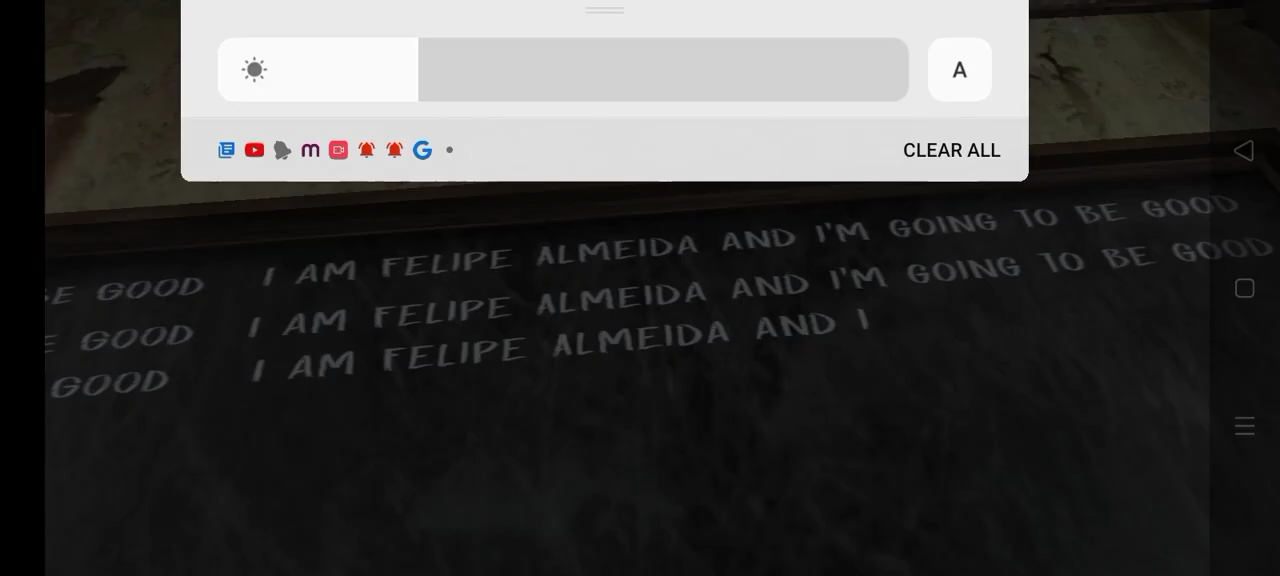 A
CLEAR ALL
GOOD I AM FELIPE ALMEIDA AND I'M GOING TO BE GOOD
GOOD I AM FELIPE ALMEIDA AND I'M GOING TO BE GOOD
GOOD I AM FELIPE ALMEIDA AND I